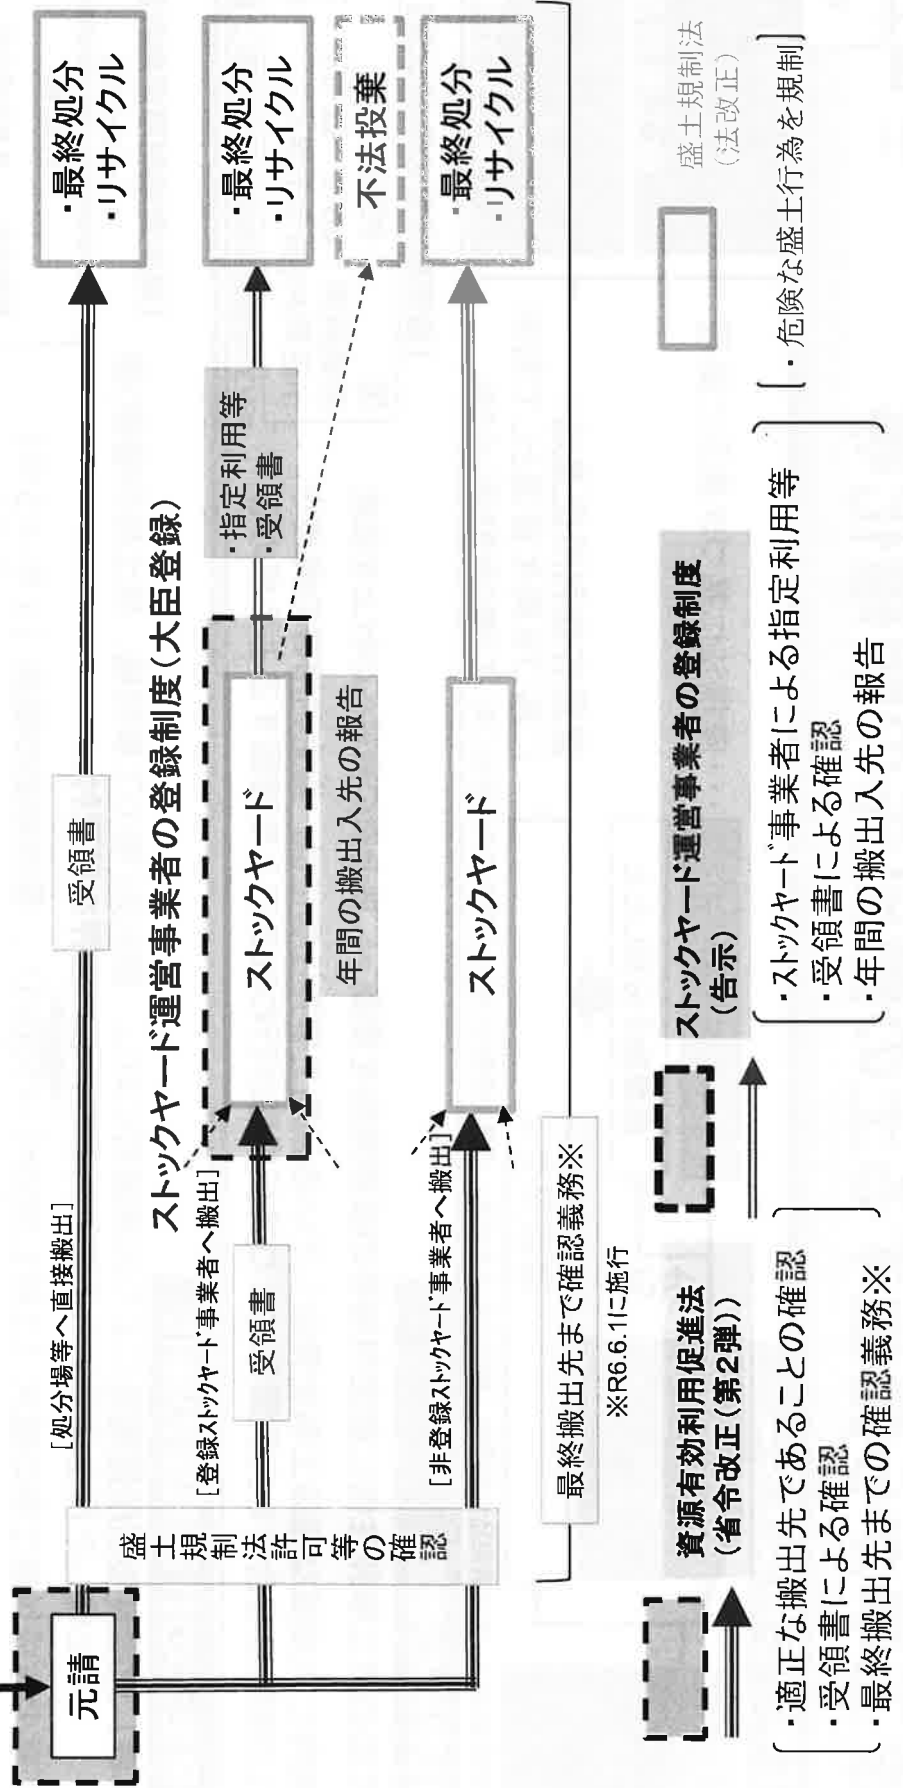 元請
盛土規制法許可等の確認
[処分場等へ直接搬出]
受領書
・最終処分
・リサイクル
ストックヤード運営事業者の登録制度(大臣登録)
[登録ストックヤード事業者へ搬出]
受領書
ストックヤード
・指定利用等
・受領書
・最終処分
・リサイクル
年間の搬出入先の報告
不法投棄
[非登録ストックヤード事業者へ搬出]
ストックヤード
・最終処分
・リサイクル
最終搬出先まで確認義務※
※R6.6.1に施行
資源有効利用促進法
(省令改正(第2弾))
・適正な搬出先であることの確認
・受領書による確認
・最終搬出先までの確認義務※
ストックヤード運営事業者の登録制度
(告示)
・ストックヤード事業者による指定利用等
・受領書による確認
・年間の搬出入先の報告
盛土規制法
(法改正)
・危険な盛土行為を規制